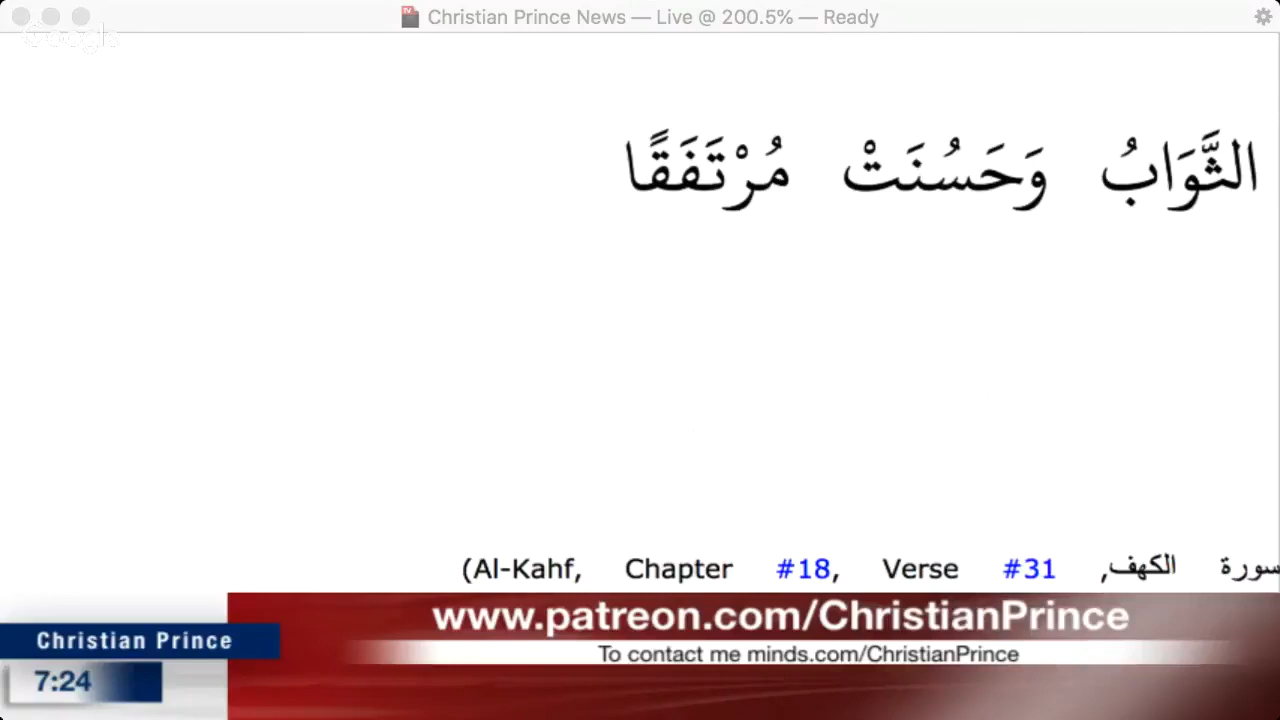 Christian Prince News — Live @ 200.5% — Ready
Google
الثَّوَابُ وَحَسُنَتْ مُرْتَفَقًا
سورة الكهف, (Al-Kahf, Chapter #18, Verse #31
www.patreon.com/ChristianPrince
Christian Prince
To contact me minds.com/ChristianPrince
7:24